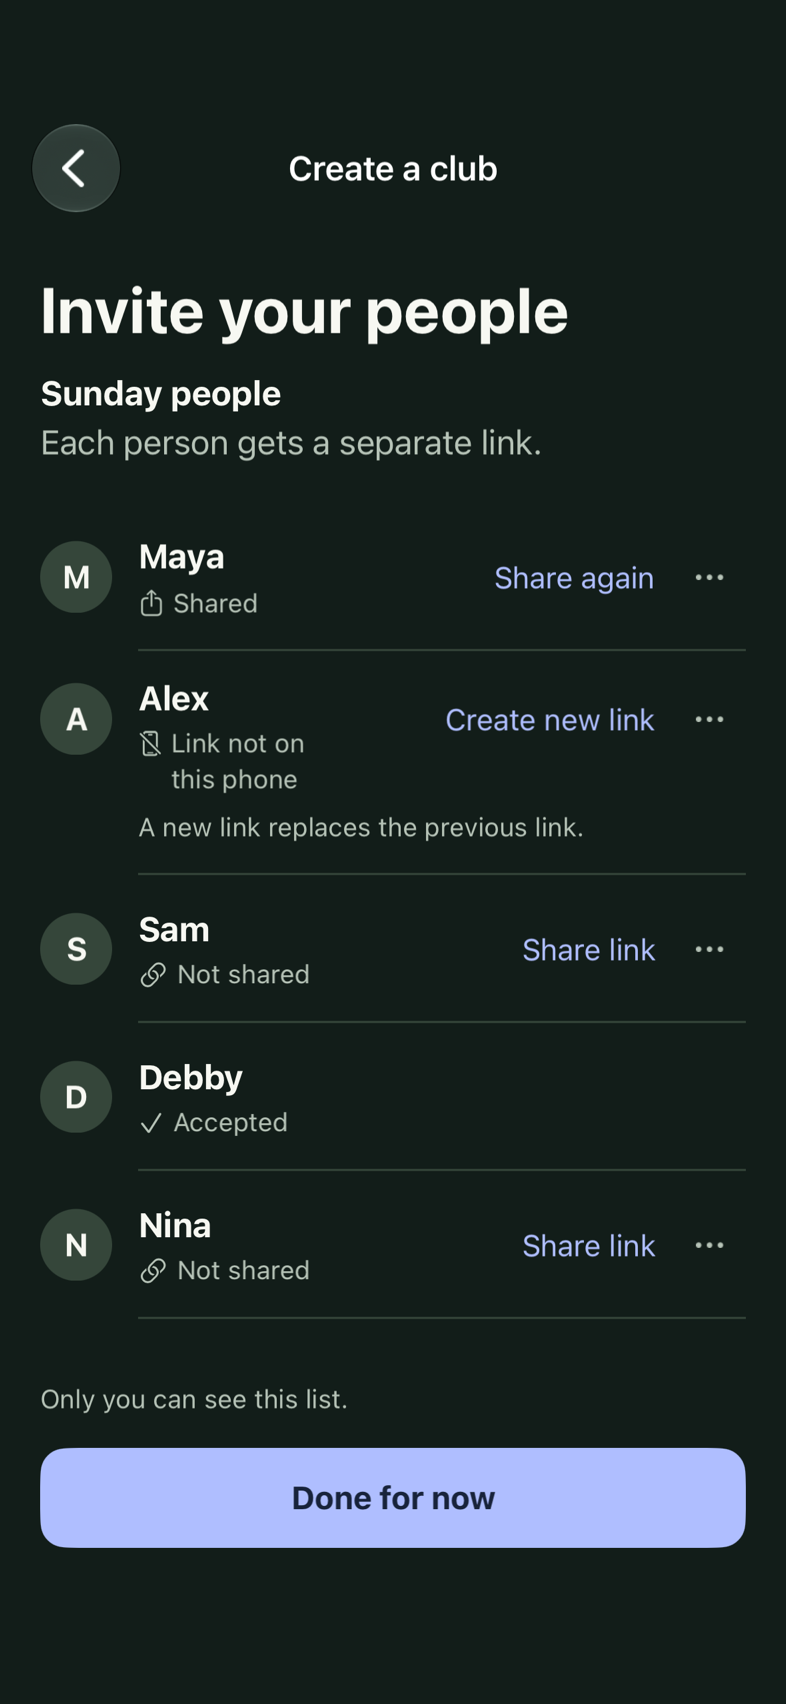 Create a club
Invite your people
Sunday people
Each person gets a separate link.
M
Maya
Shared
Share again
A
Alex
Link not on
this phone
Create new link
A new link replaces the previous link.
S
Sam
Not shared
Share link
D
Debby
Accepted
N
Nina
Not shared
Share link
Only you can see this list.
Done for now